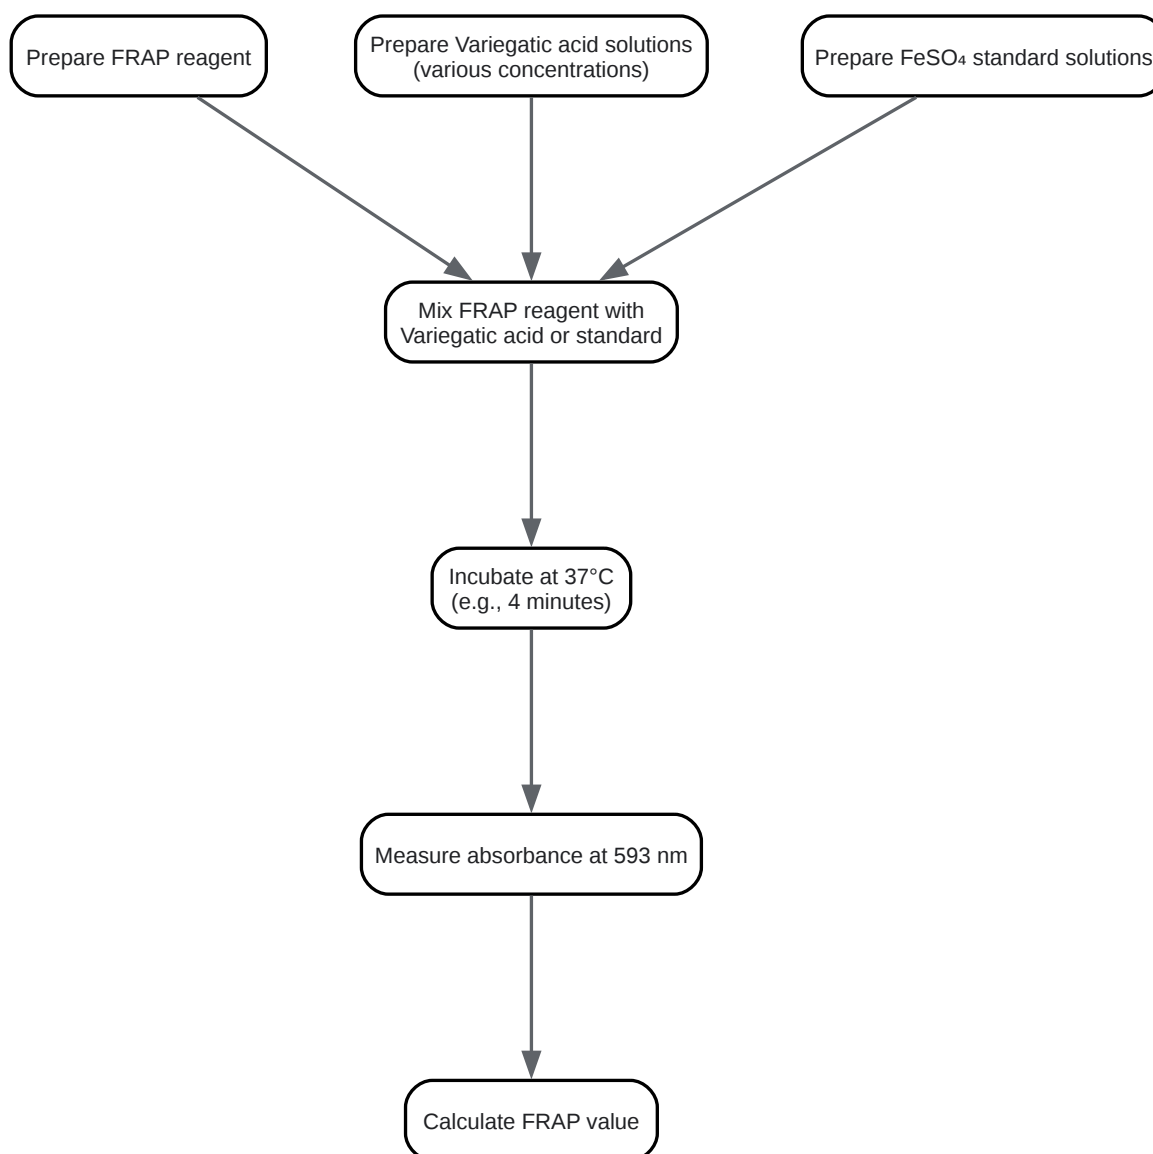 Prepare FRAP reagent
Prepare Variegatic acid solutions
(various concentrations)
Prepare FeSO₄ standard solutions
Mix FRAP reagent with
Variegatic acid or standard
Incubate at 37°C
(e.g., 4 minutes)
Measure absorbance at 593 nm
Calculate FRAP value